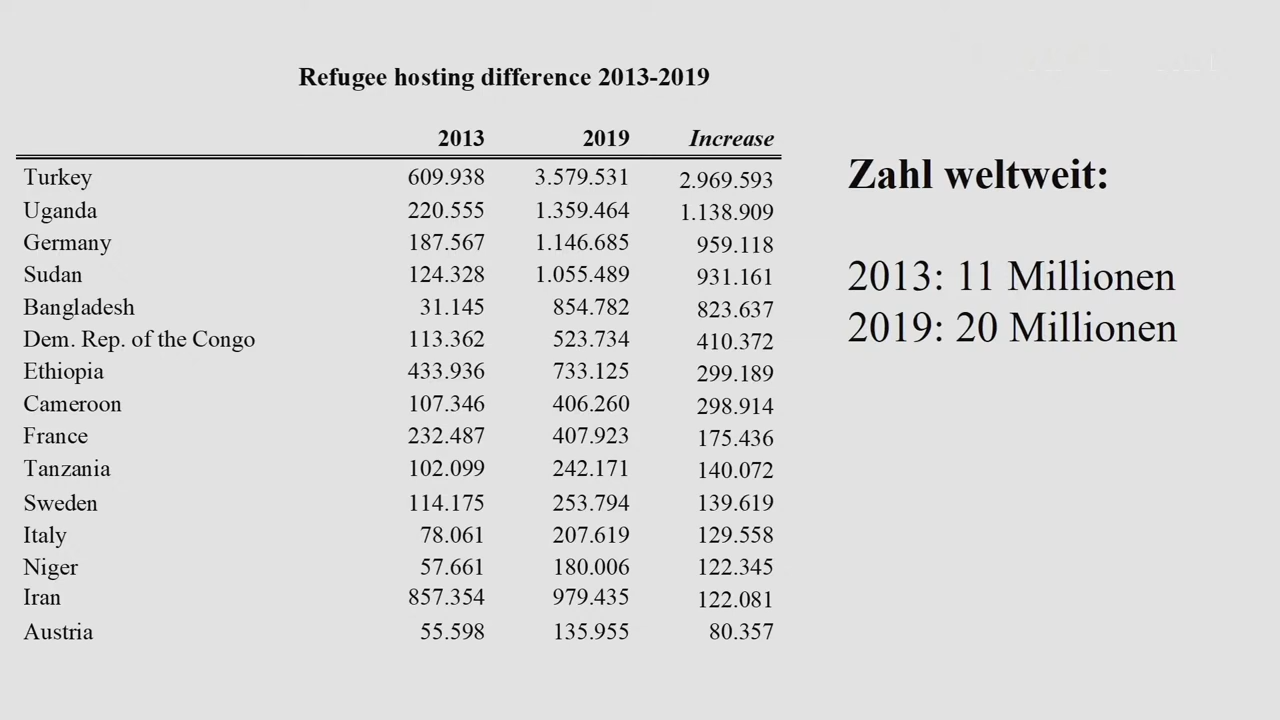 Refugee hosting difference 2013-2019
2013 2019 Increase
Turkey 609.938 3.579.531 2.969.593
Uganda 220.555 1.359.464 1.138.909
Germany 187.567 1.146.685 959.118
Sudan 124.328 1.055.489 931.161
Bangladesh 31.145 854.782 823.637
Dem. Rep. of the Congo 113.362 523.734 410.372
Ethiopia 433.936 733.125 299.189
Cameroon 107.346 406.260 298.914
France 232.487 407.923 175.436
Tanzania 102.099 242.171 140.072
Sweden 114.175 253.794 139.619
Italy 78.061 207.619 129.558
Niger 57.661 180.006 122.345
Iran 857.354 979.435 122.081
Austria 55.598 135.955 80.357
Zahl weltweit:
2013: 11 Millionen
2019: 20 Millionen